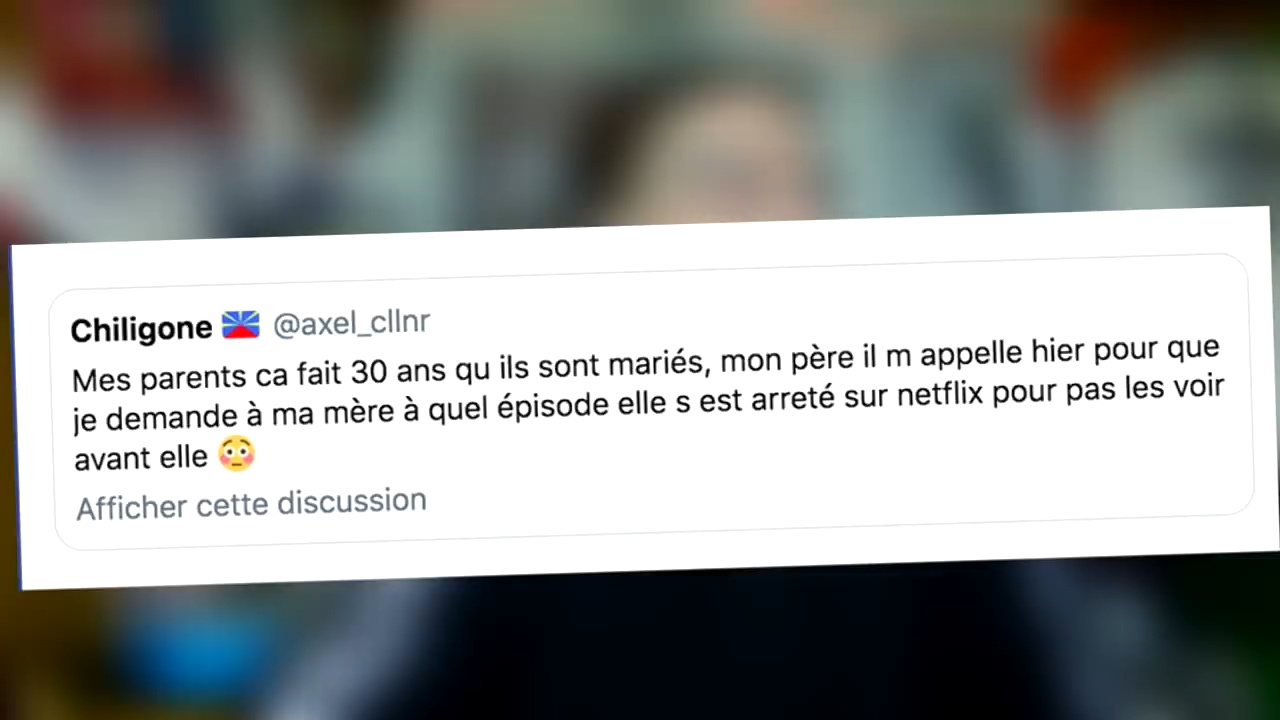 Chiligone @axel_cllnr
Mes parents ca fait 30 ans qu ils sont mariés, mon père il m appelle hier pour que
je demande à ma mère à quel épisode elle s est arreté sur netflix pour pas les voir
avant elle 😳
Afficher cette discussion